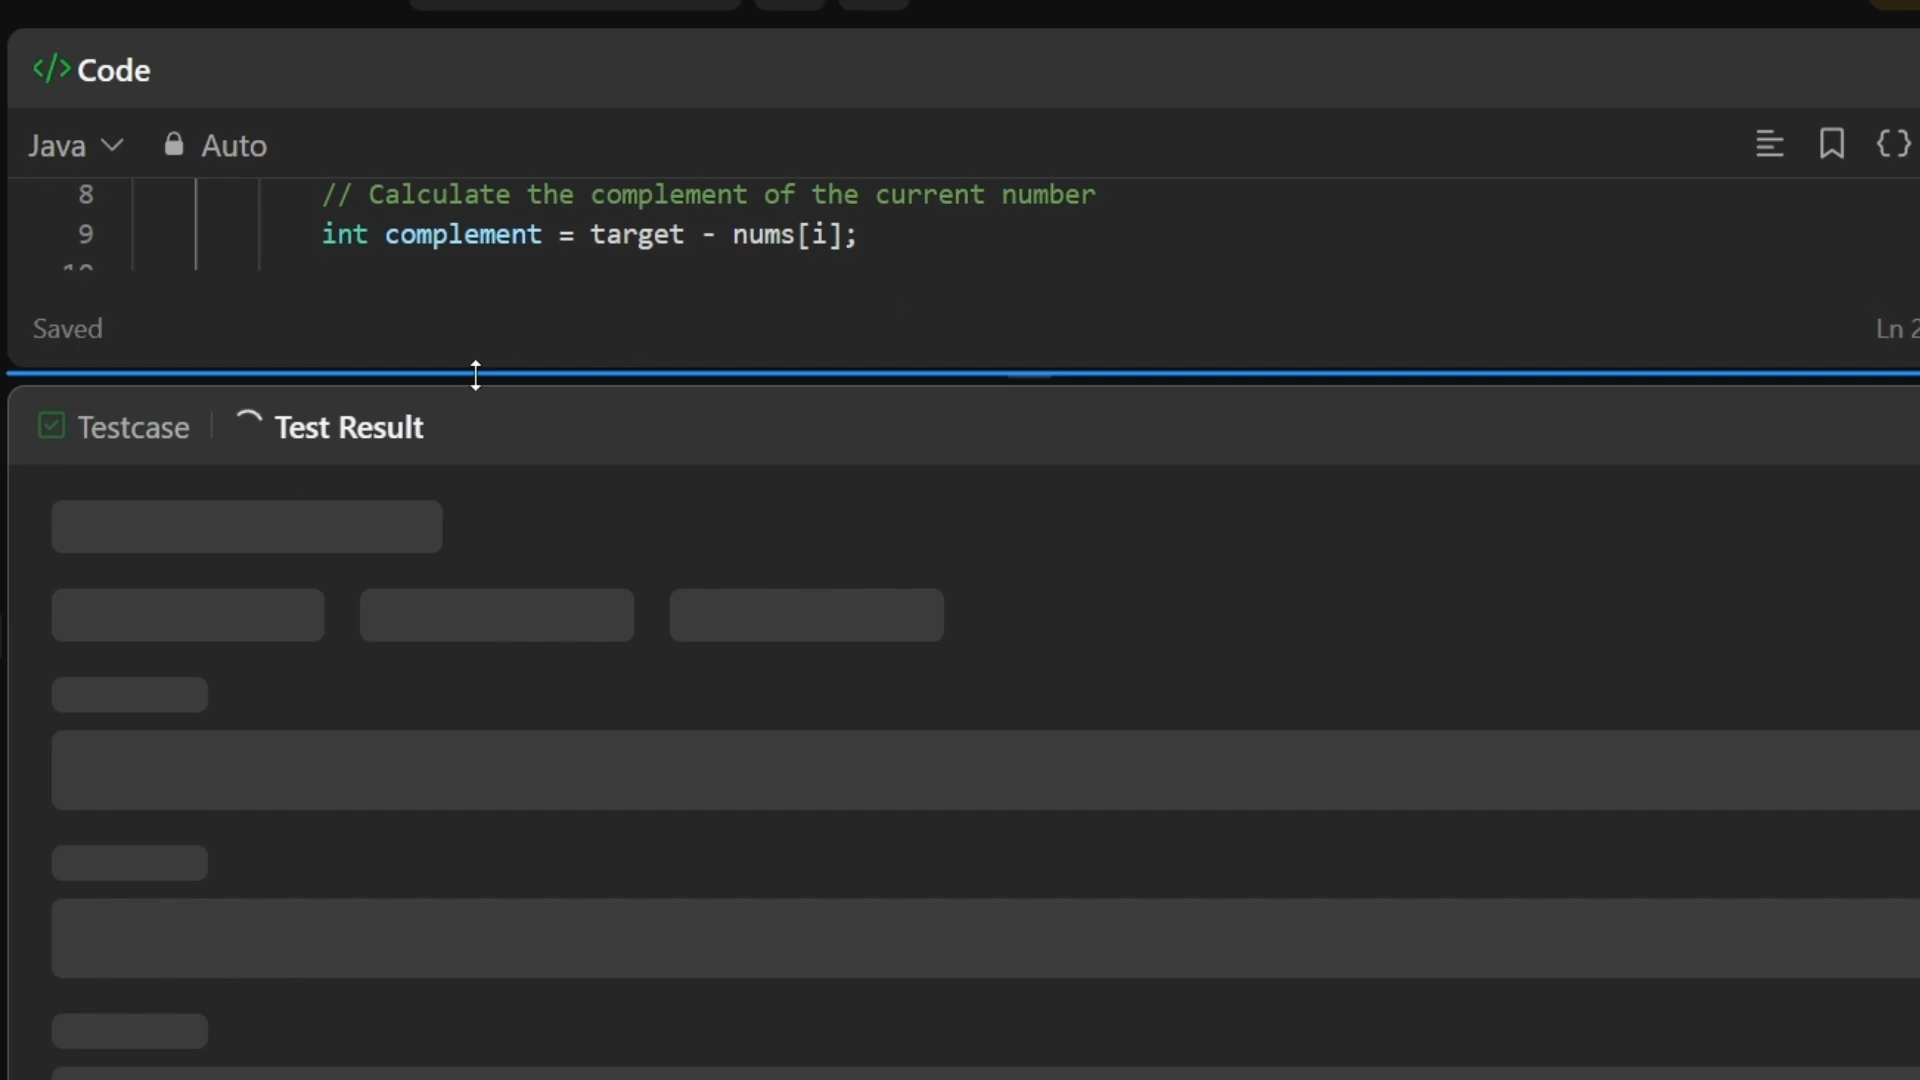 </> Code
Java Auto {}
8 // Calculate the complement of the current number
9 int complement = target - nums[i];
Saved Ln
Testcase Test Result